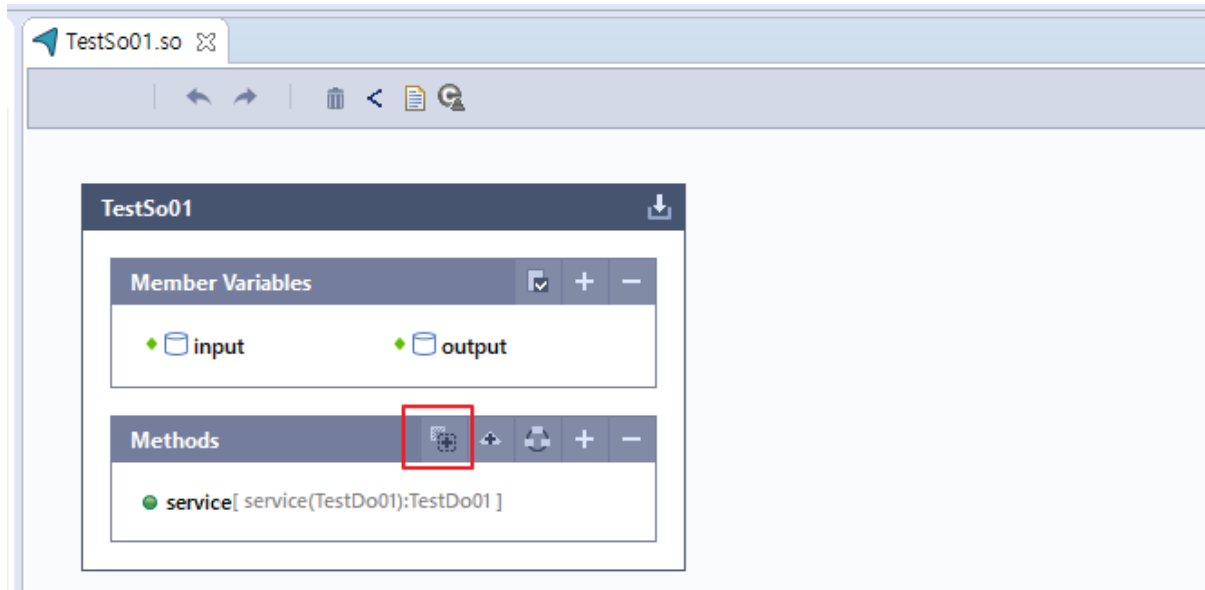 TestSo01.so
TestSo01
Member Variables
input output
Methods
service[ service(TestDo01):TestDo01 ]